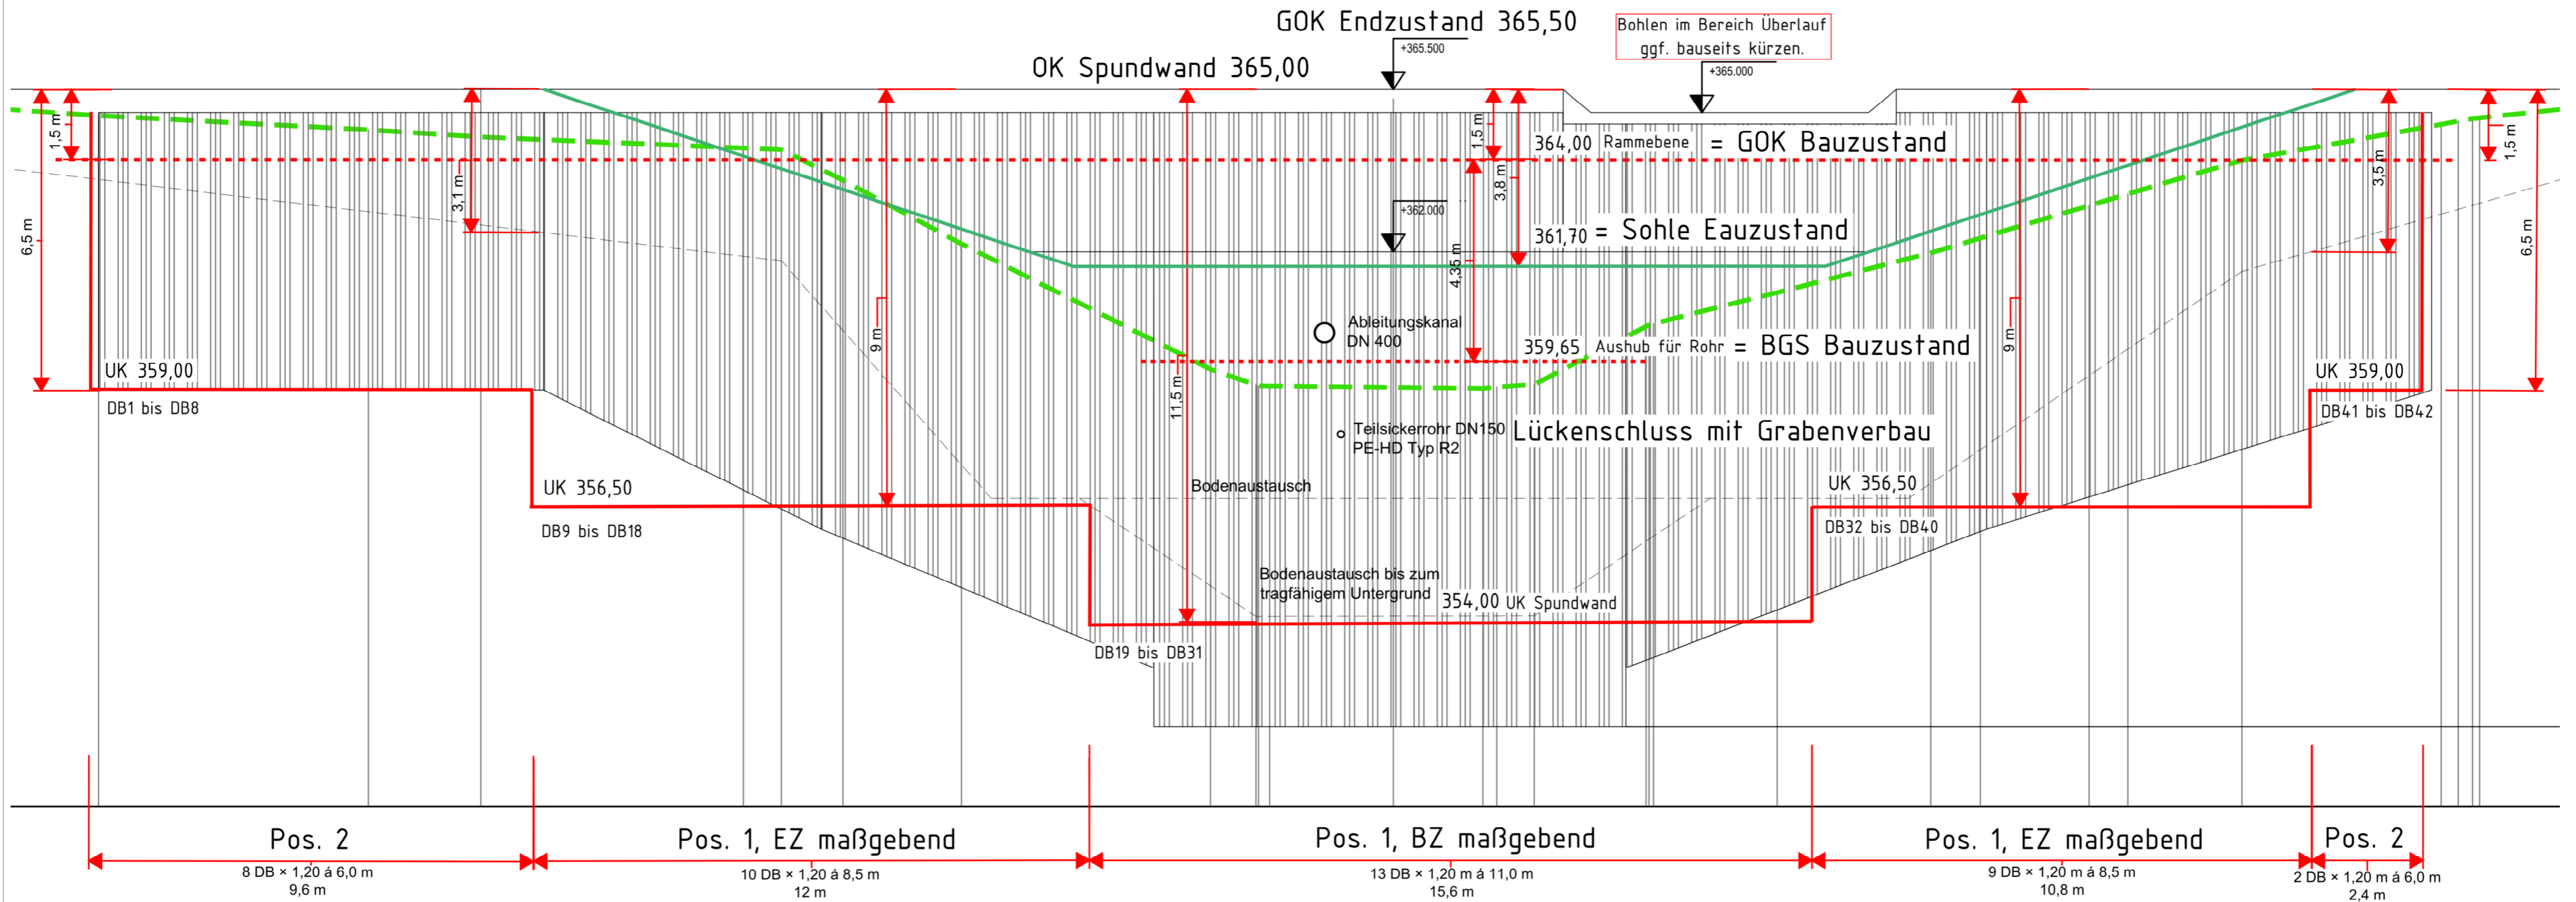 GOK Endzustand 365,50
+365.500
Bohlen im Bereich Überlauf
ggf. bauseits kürzen.
OK Spundwand 365,00
+365.000
1,5 m
6,5 m
3,1 m
9 m
11,5 m
1,5 m
3,8 m
4,35 m
364,00 Rammebene = GOK Bauzustand
+362.000
361,70 = Sohle Eauzustand
3,5 m
1,5 m
6,5 m
9 m
Ableitungskanal
DN 400
359,65 Aushub für Rohr = BGS Bauzustand
UK 359,00
DB1 bis DB8
UK 359,00
DB41 bis DB42
Teilsickerrohr DN150
PE-HD Typ R2
Lückenschluss mit Grabenverbau
UK 356,50
DB9 bis DB18
Bodenaustausch
UK 356,50
DB32 bis DB40
Bodenaustausch bis zum
tragfähigem Untergrund
354,00 UK Spundwand
DB19 bis DB31
Pos. 2
8 DB × 1,20 á 6,0 m
9,6 m
Pos. 1, EZ maßgebend
10 DB × 1,20 á 8,5 m
12 m
Pos. 1, BZ maßgebend
13 DB × 1,20 m á 11,0 m
15,6 m
Pos. 1, EZ maßgebend
9 DB × 1,20 m á 8,5 m
10,8 m
Pos. 2
2 DB × 1,20 m á 6,0 m
2,4 m